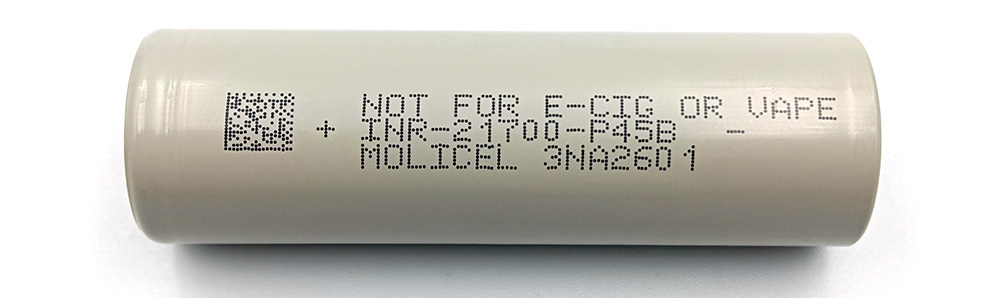 NOT FOR E-CIG OR VAPE
+ INR-21700-P45B _
MOLICEL 3NA2601